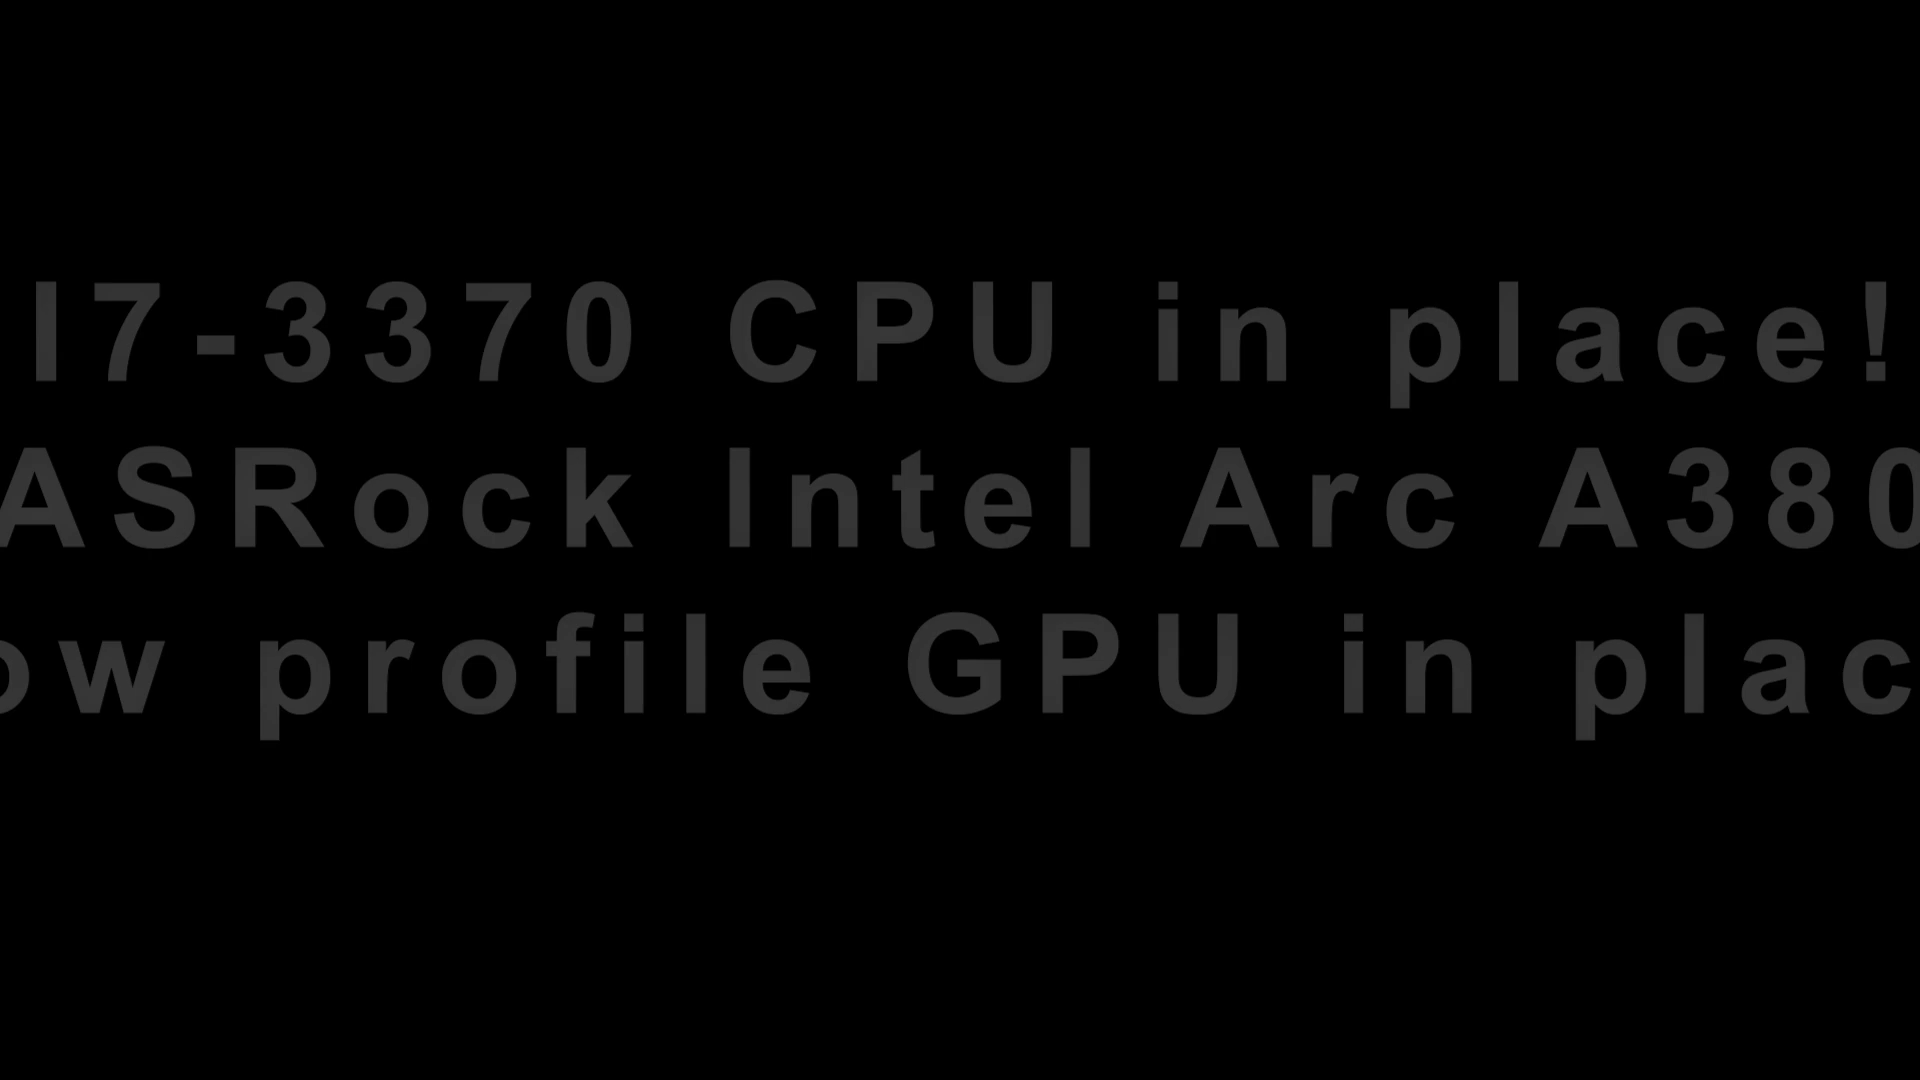 I7-3370 CPU in place!
ASRock Intel Arc A380
ow profile GPU in plac